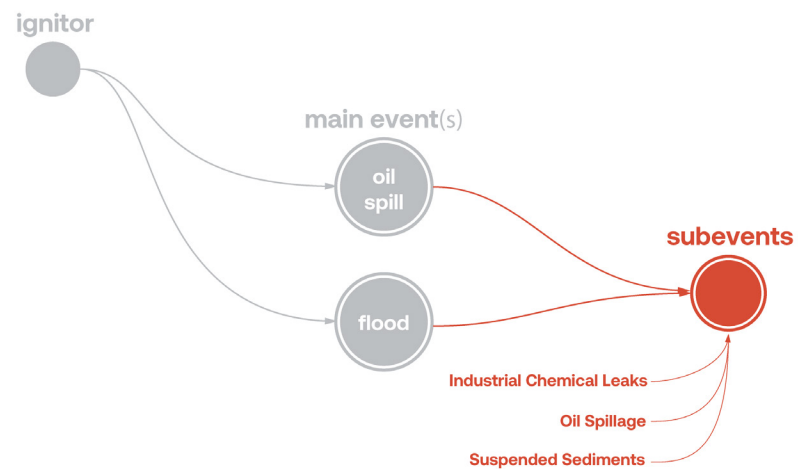 ignitor
main event(s)
oil
spill
subevents
flood
Industrial Chemical Leaks
Oil Spillage
Suspended Sediments